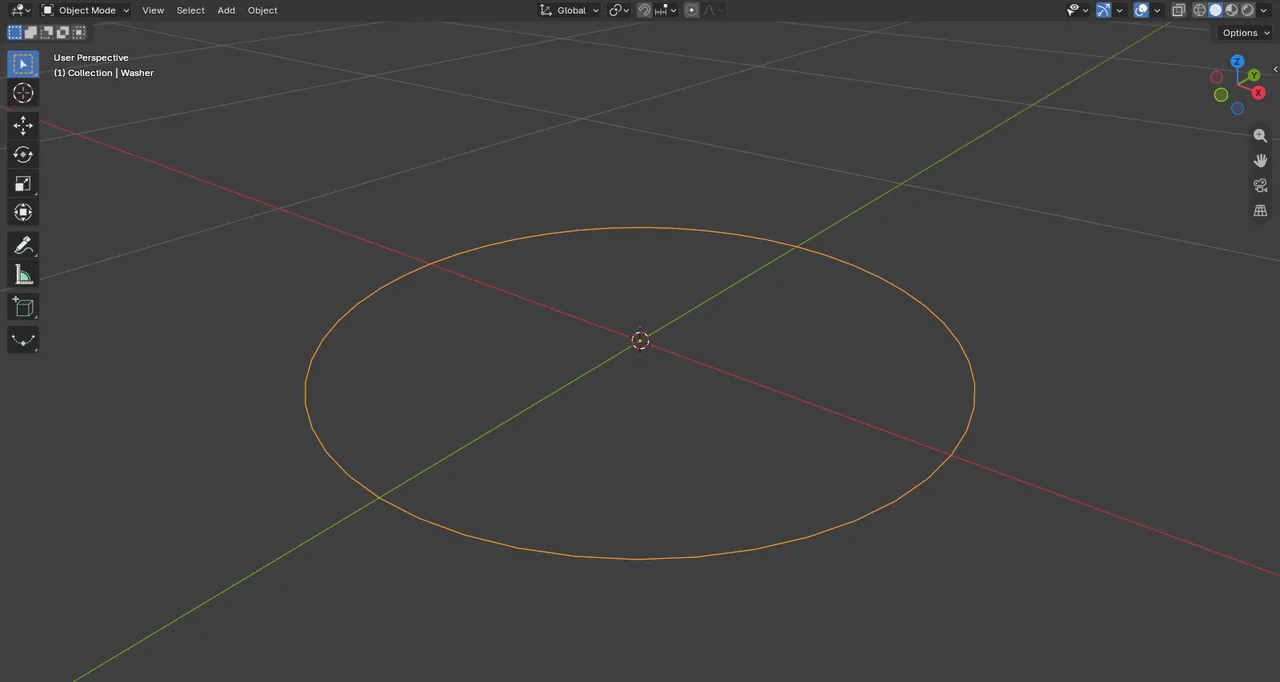 Object Mode View Select Add Object Global
Options
User Perspective
(1) Collection | Washer
Z
Y
X